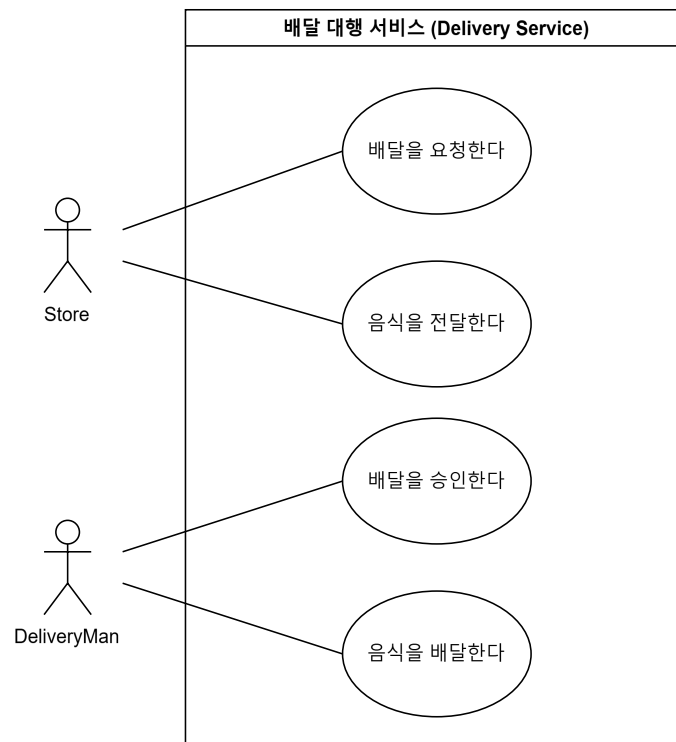 배달 대행 서비스 (Delivery Service)
배달을 요청한다
Store
음식을 전달한다
배달을 승인한다
DeliveryMan
음식을 배달한다